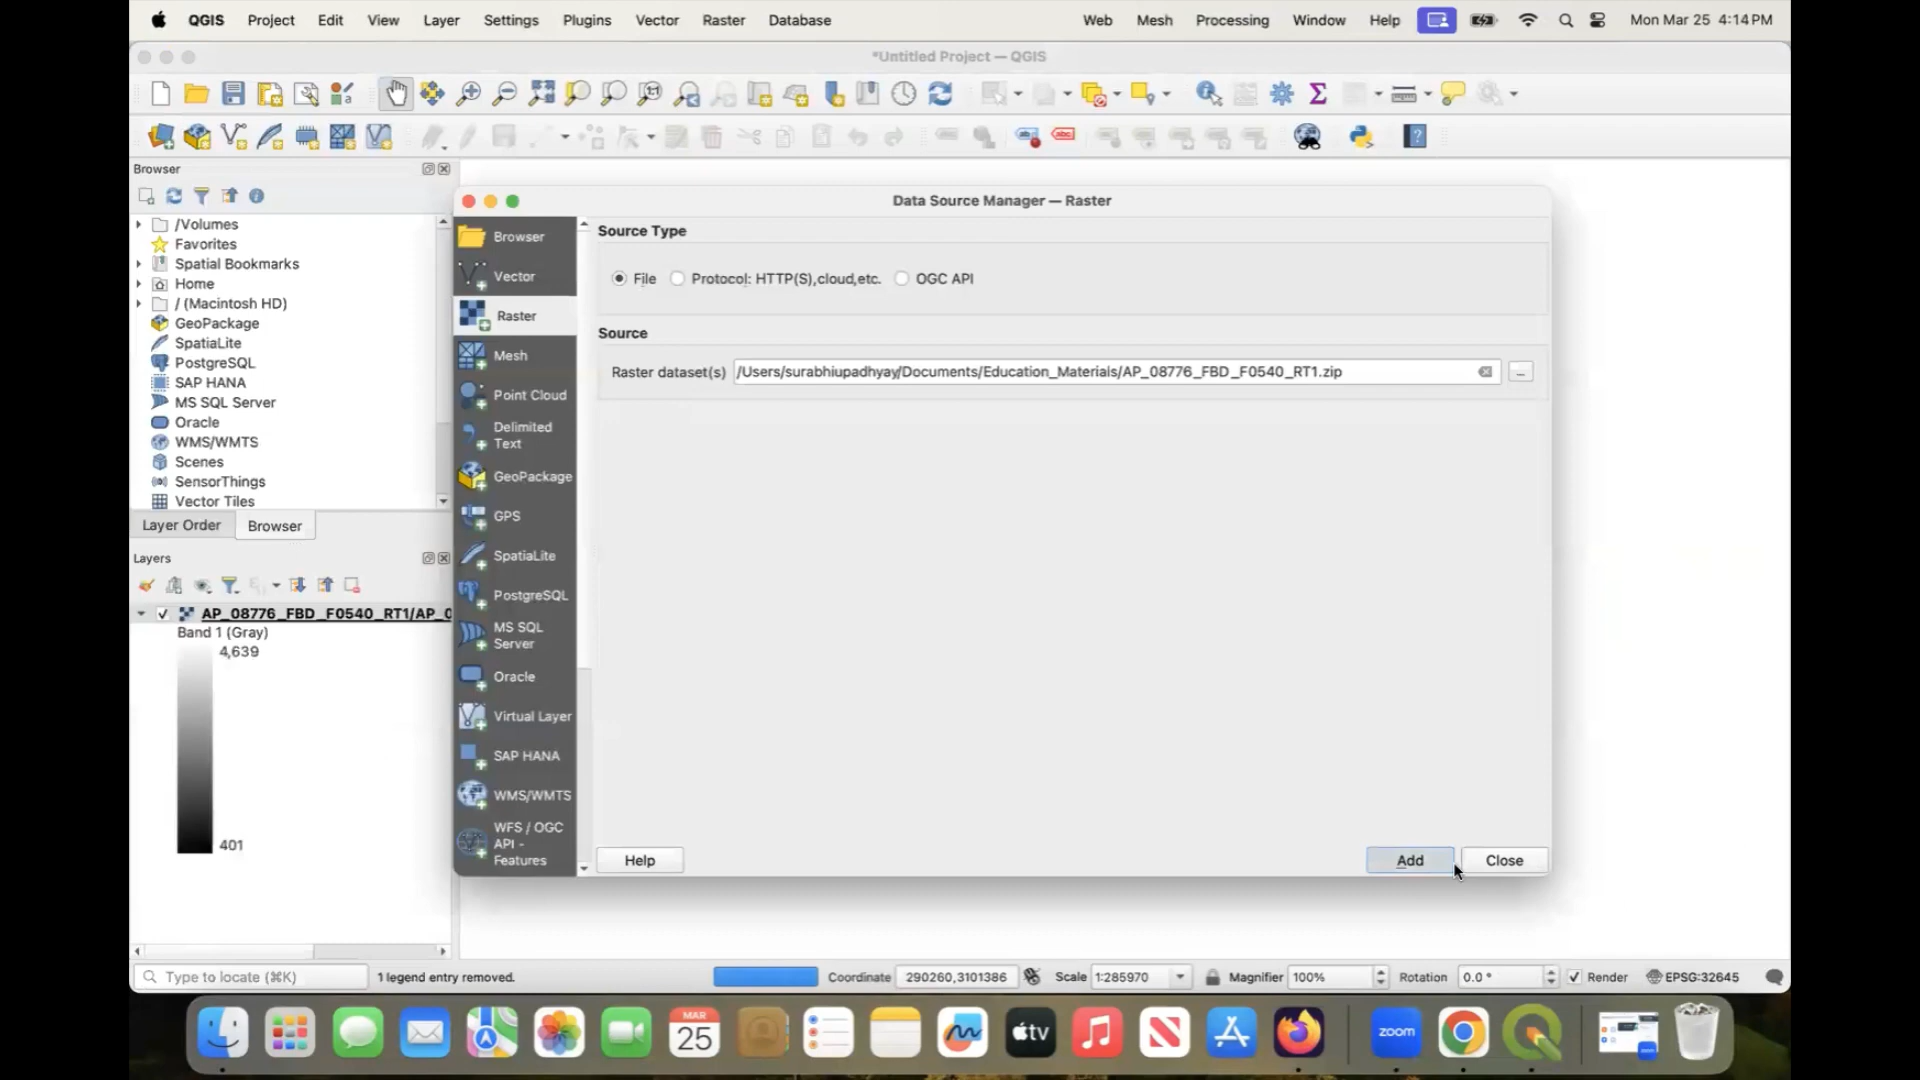 QGIS Project Edit View Layer Settings Plugins Vector Raster Database Web Mesh Processing Window Help Mon Mar 25 4:14 PM
*Untitled Project — QGIS
Browser
/Volumes
Favorites
Spatial Bookmarks
Home
/ (Macintosh HD)
GeoPackage
SpatiaLite
PostgreSQL
SAP HANA
MS SQL Server
Oracle
WMS/WMTS
Scenes
SensorThings
Vector Tiles
Layer Order Browser
Layers
AP_08776_FBD_F0540_RT1/AP_0
Band 1 (Gray)
4,639
401
Data Source Manager — Raster
Browser
Vector
Raster
Mesh
Point Cloud
Delimited
Text
GeoPackage
GPS
SpatiaLite
PostgreSQL
MS SQL
Server
Oracle
Virtual Layer
SAP HANA
WMS/WMTS
WFS / OGC
API -
Features
Source Type
File Protocol: HTTP(S),cloud,etc. OGC API
Source
Raster dataset(s) /Users/surabhiupadhyay/Documents/Education_Materials/AP_08776_FBD_F0540_RT1.zip ...
Help Add Close
Type to locate (⌘K) 1 legend entry removed. Coordinate 290260,3101386 Scale 1:285970 Magnifier 100% Rotation 0.0 ° Render EPSG:32645
MAR
25
tv
zoom